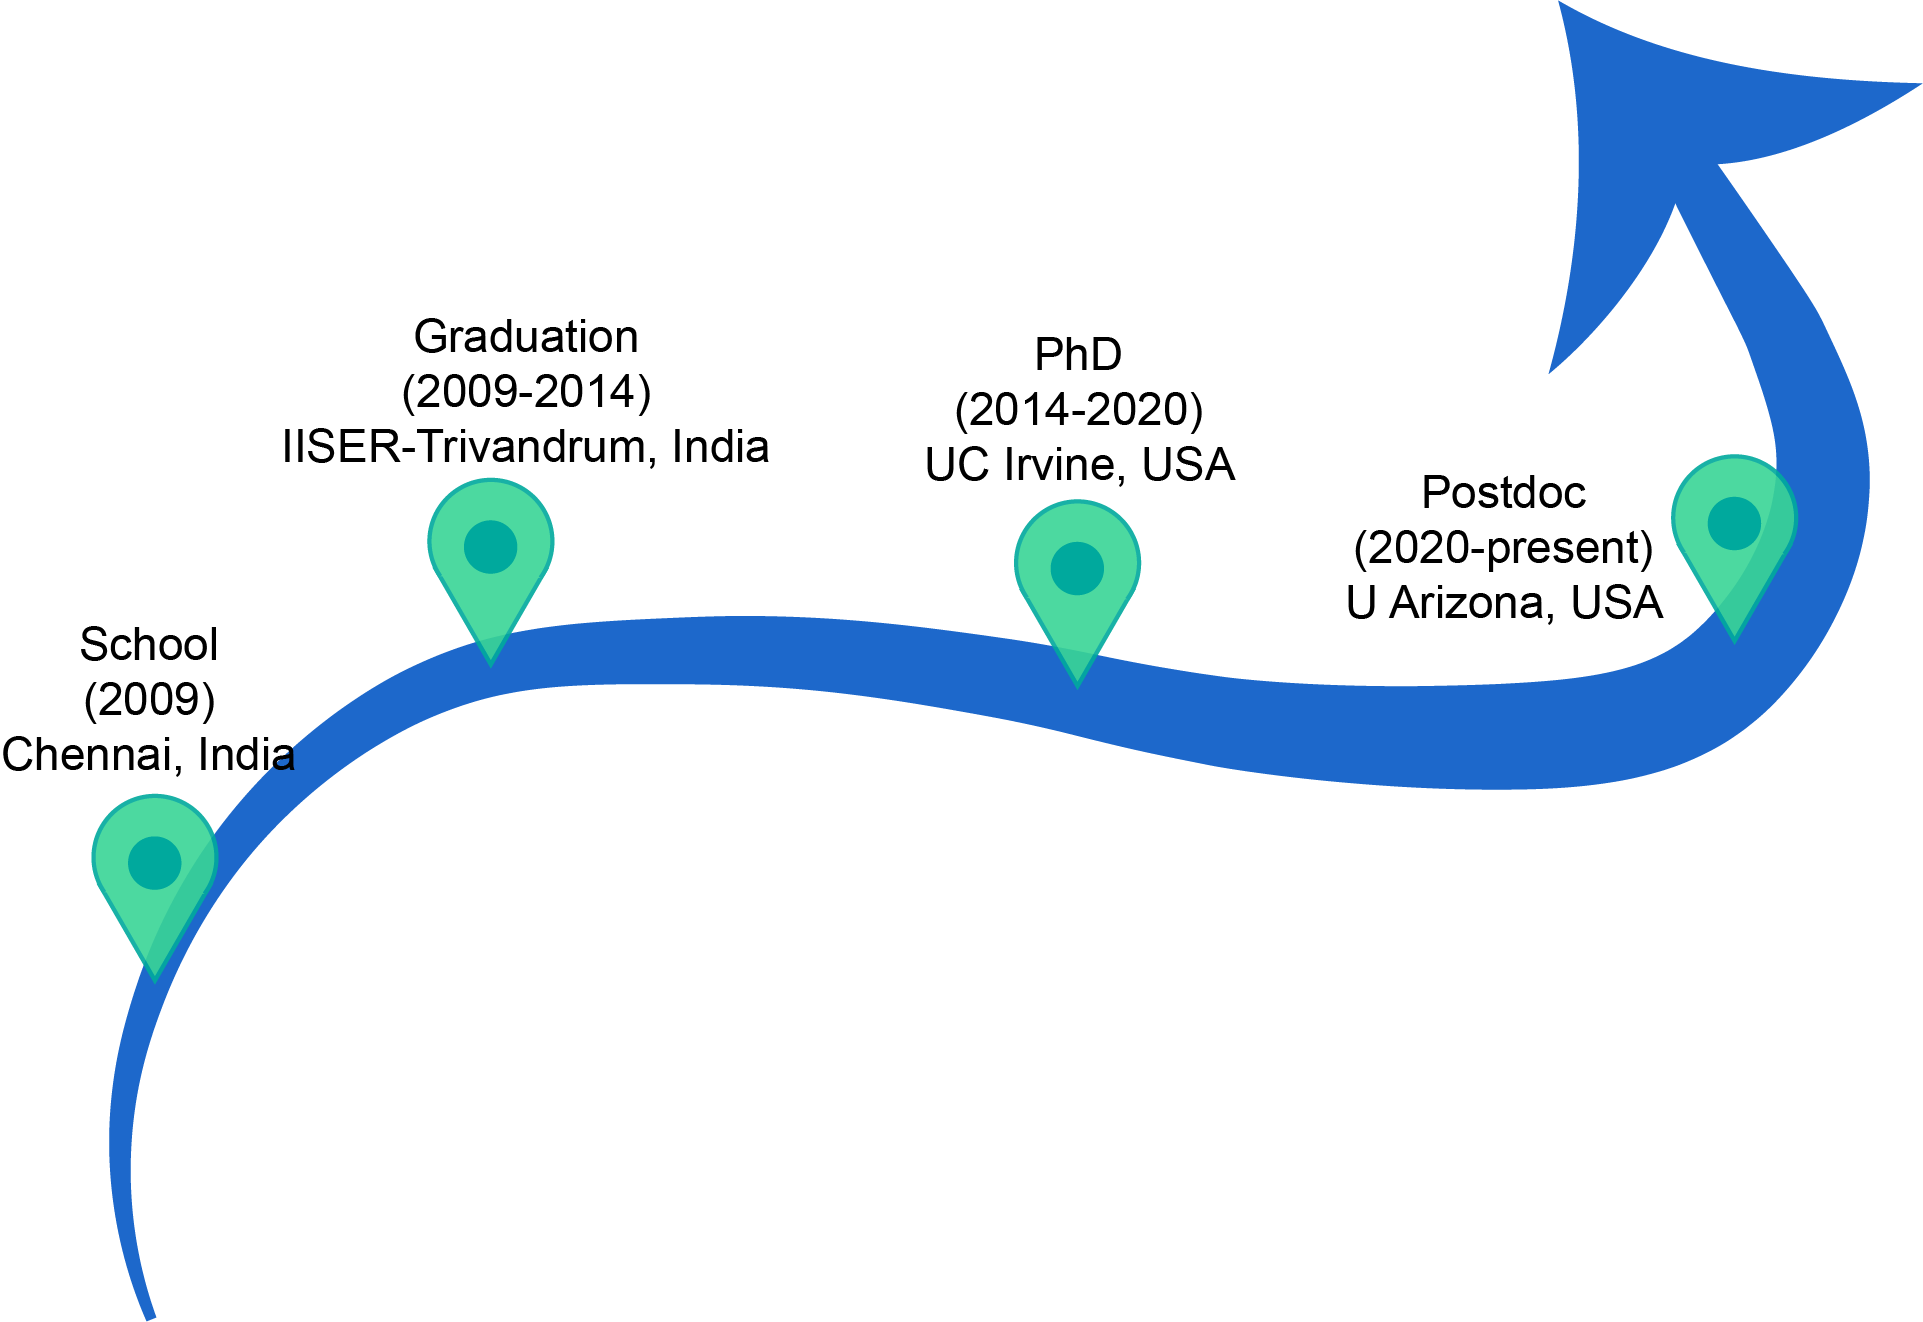 School
(2009)
Chennai, India
Graduation
(2009-2014)
IISER-Trivandrum, India
PhD
(2014-2020)
UC Irvine, USA
Postdoc
(2020-present)
U Arizona, USA